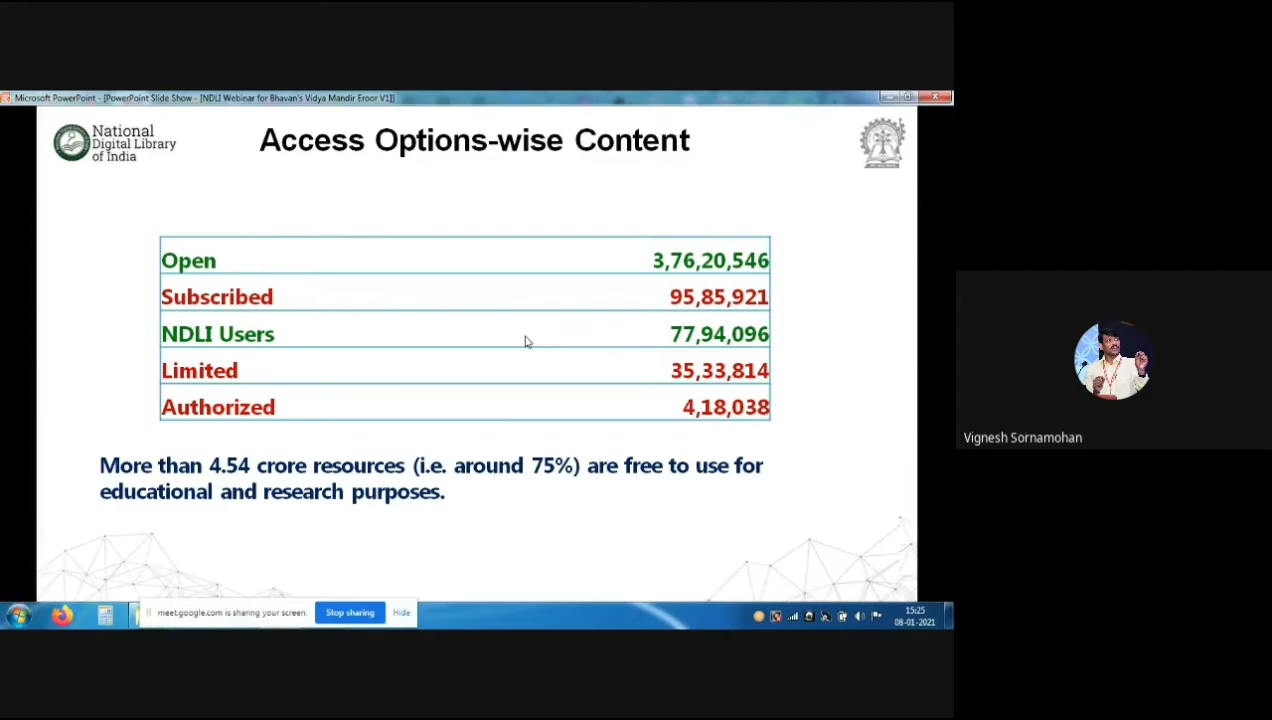 Microsoft PowerPoint - [PowerPoint Slide Show - [NDLI Webinar for Bhavan's Vidya Mandir Eroor V1]]
National
Digital Library
of India
Access Options-wise Content
Open 3,76,20,546
Subscribed 95,85,921
NDLI Users 77,94,096
Limited 35,33,814
Authorized 4,18,038
More than 4.54 crore resources (i.e. around 75%) are free to use for
educational and research purposes.
Vignesh Sornamohan
meet.google.com is sharing your screen. Stop sharing Hide
15:25
08-01-2021